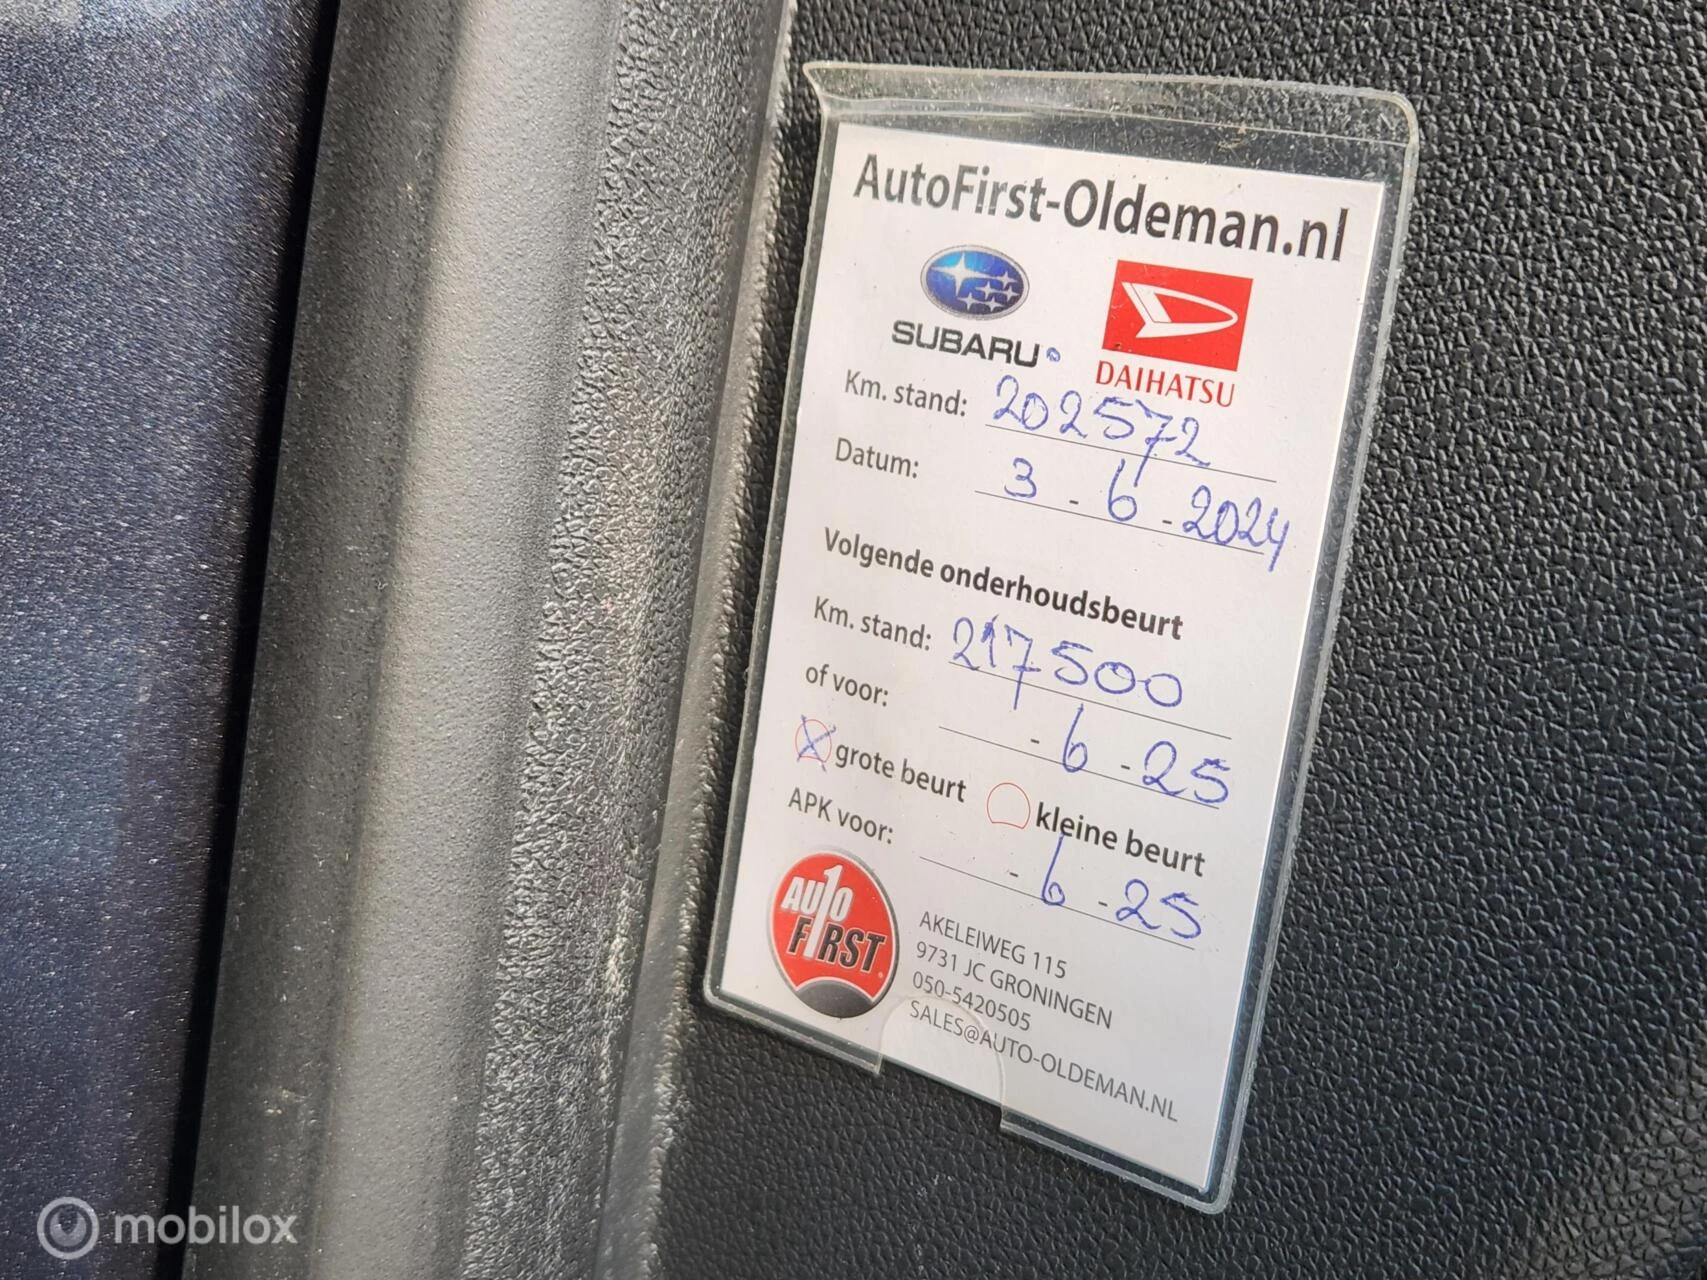 AutoFirst-Oldeman.nl
SUBARU
DAIHATSU
Km. stand: 202572
Datum: 3 - 6 - 2024
Volgende onderhoudsbeurt
Km. stand: 217500
of voor: - 6 - 25
grote beurt kleine beurt
APK voor: - 6 - 25
AUTO
FIRST
AKELEIWEG 115
9731 JC GRONINGEN
050-5420505
SALES@AUTO-OLDEMAN.NL
mobilox